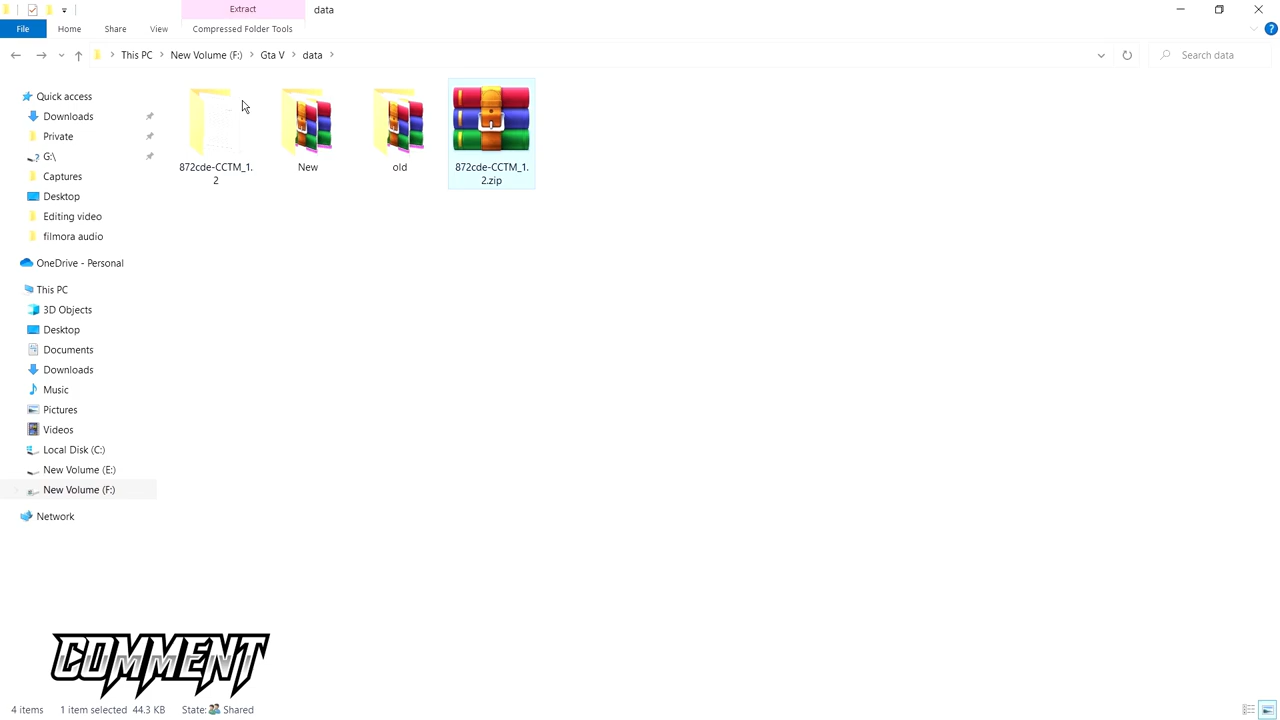 Extract
data
File
Home
Share
View
Compressed Folder Tools
This PC
New Volume (F:)
Gta V
data
Search data
Quick access
Downloads
Private
G:\
Captures
Desktop
Editing video
filmora audio
OneDrive - Personal
This PC
3D Objects
Desktop
Documents
Downloads
Music
Pictures
Videos
Local Disk (C:)
New Volume (E:)
New Volume (F:)
Network
872cde-CCTM_1.
2
New
old
872cde-CCTM_1.
2.zip
COMMENT
4 items
1 item selected 44.3 KB
State: Shared